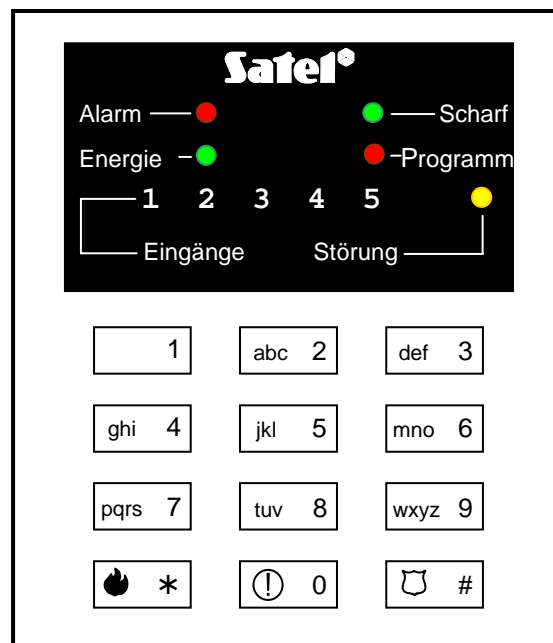 Satel®
Alarm Scharf
Energie Programm
1 2 3 4 5
Eingänge Störung
1 abc 2 def 3
ghi 4 jkl 5 mno 6
pqrs 7 tuv 8 wxyz 9
* ! 0 #